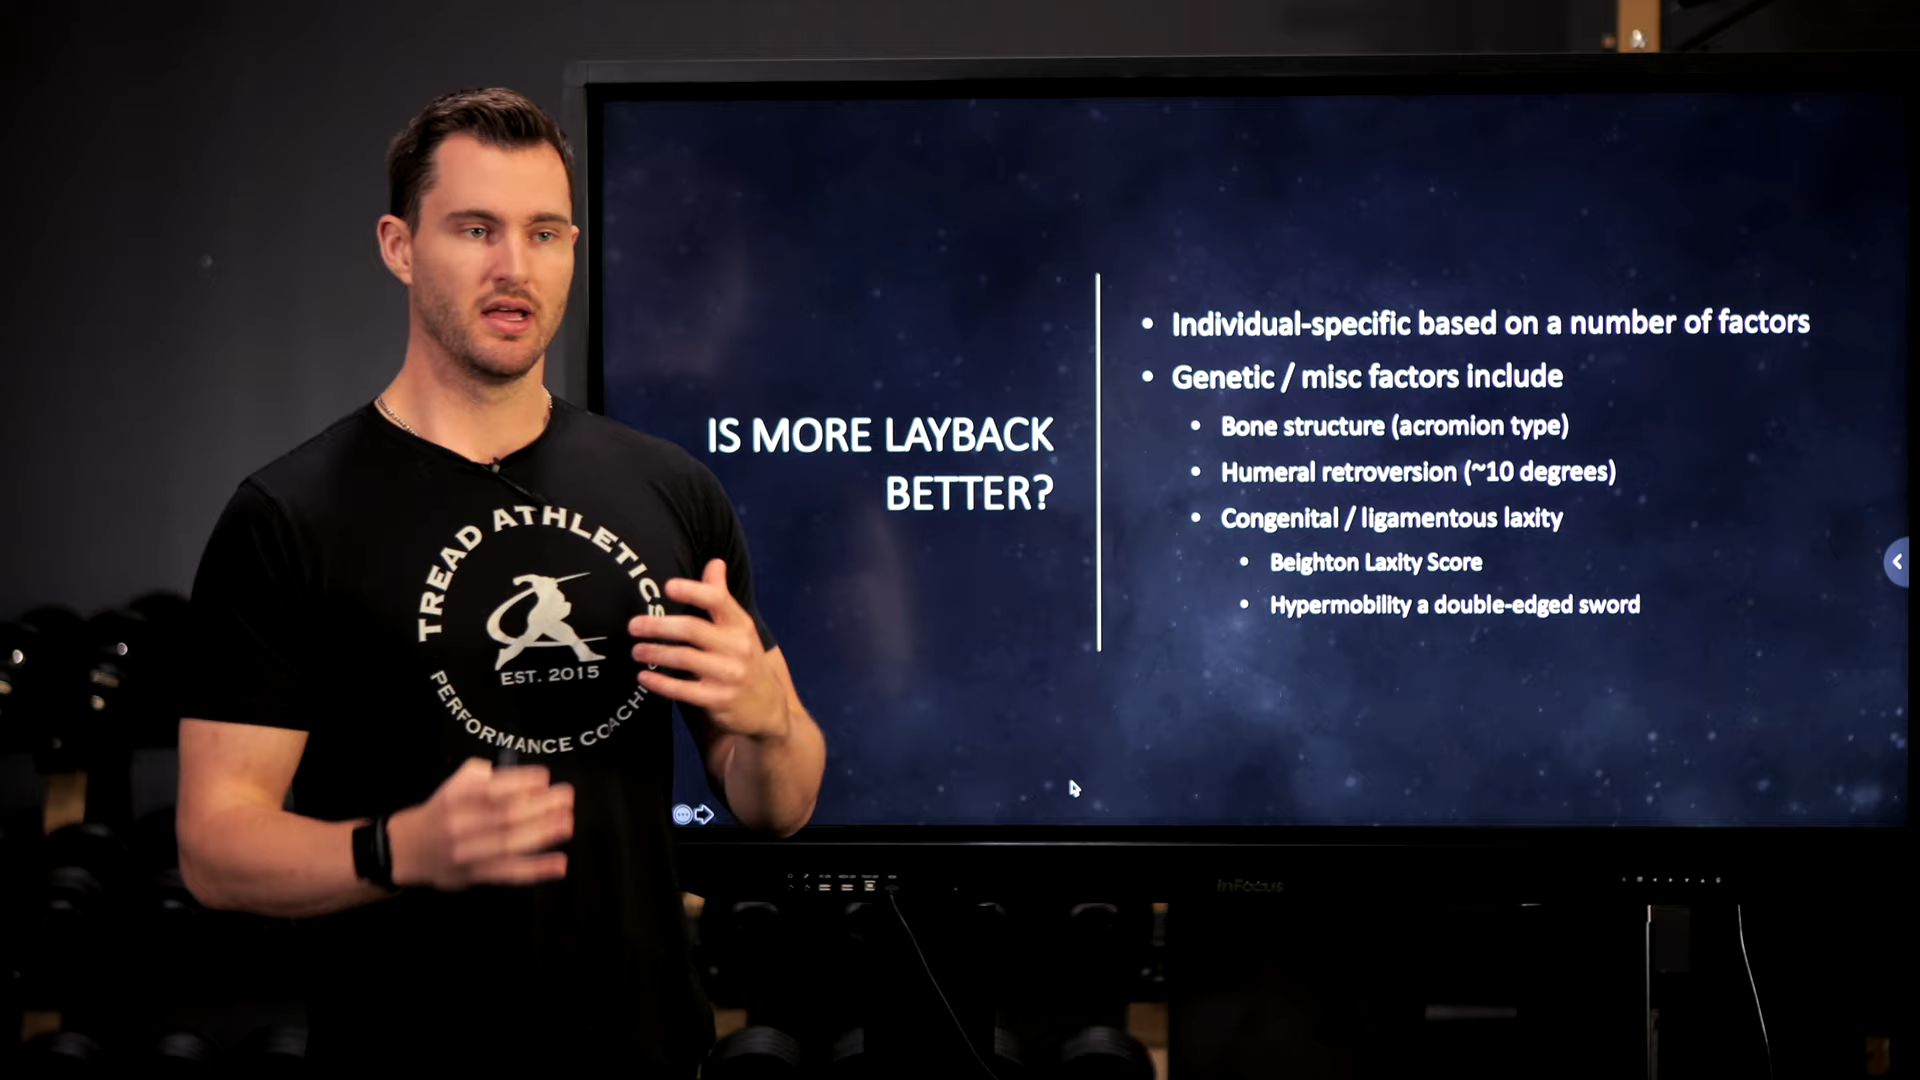 TREAD ATHLETICS
EST. 2015
PERFORMANCE
IS MORE LAYBACK
BETTER?
• Individual-specific based on a number of factors
• Genetic / misc factors include
• Bone structure (acromion type)
• Humeral retroversion (~10 degrees)
• Congenital / ligamentous laxity
• Beighton Laxity Score
• Hypermobility a double-edged sword
InFocus